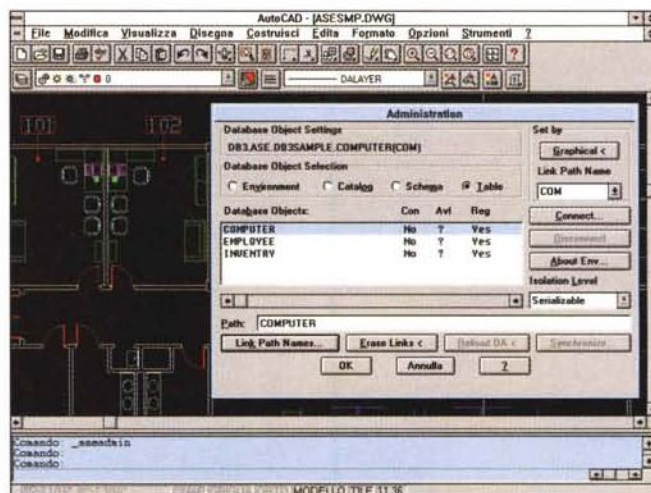 AutoCAD - [ASESMP.DWG]
File Modifica Visualizza Disegna Costruisci Edita Formato Opzioni Strumenti ?
0
DALAYER
101
102
Administration
Database Object Settings
DB3.ASE.DB3SAMPLE.COMPUTER(COM)
Database Object Selection
Environment Catalog Schema Table
Database Objects: Con Avl Reg
COMPUTER No ? Yes
EMPLOYEE No ? Yes
INVENTRY No ? Yes
Path: COMPUTER
Link Path Names... Erase Links < Reload DA < Synchronize...
OK Annulla ?
Set by
Graphical <
Link Path Name
COM
Connect...
Disconnect
About Env...
Isolation Level
Serializable
Comando: _aseadmin
Comando:
Comando:
MODELLO TILE 11:36